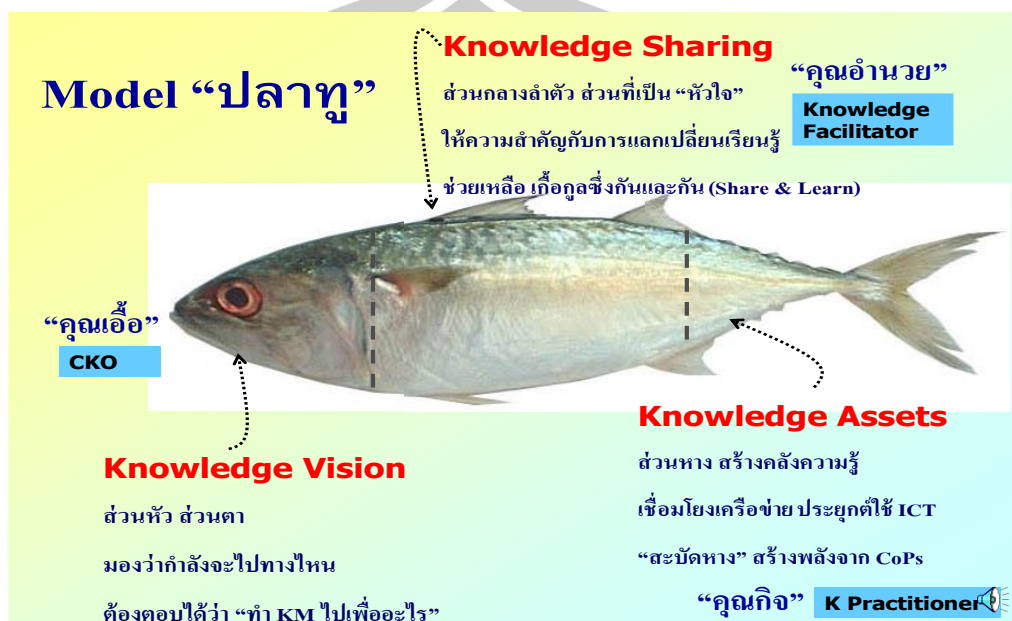 Model “ปลาทู”
Knowledge Sharing
ส่วนกลางลำตัว ส่วนที่เป็น “หัวใจ”
ให้ความสำคัญกับการแลกเปลี่ยนเรียนรู้
ช่วยเหลือ เกื้อกูลซึ่งกันและกัน (Share & Learn)
“คุณอำนวย”
Knowledge
Facilitator
“คุณเอื้อ”
CKO
Knowledge Vision
ส่วนหัว ส่วนตา
มองว่ากำลังจะไปทางไหน
ต้องตอบได้ว่า “ทำ KM ไปเพื่ออะไร”
Knowledge Assets
ส่วนหาง สร้างคลังความรู้
เชื่อมโยงเครือข่าย ประยุกต์ใช้ ICT
“สะบัดหาง” สร้างพลังจาก CoPs
“คุณกิจ”
K Practitioner